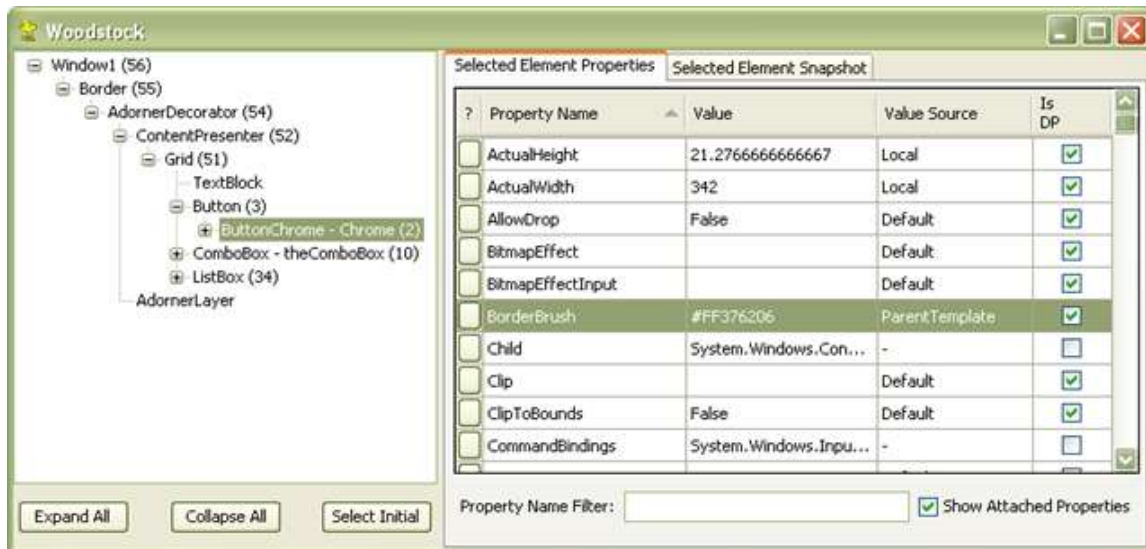 Woodstock
Window1 (56)
Border (55)
AdornerDecorator (54)
ContentPresenter (52)
Grid (51)
TextBlock
Button (3)
ButtonChrome - Chrome (2)
ComboBox - theComboBox (10)
ListBox (34)
AdornerLayer
Expand All Collapse All Select Initial
Selected Element Properties Selected Element Snapshot
? Property Name Value Value Source Is DP
ActualHeight 21.2766666666667 Local
ActualWidth 342 Local
AllowDrop False Default
BitmapEffect Default
BitmapEffectInput Default
BorderBrush #FF376206 ParentTemplate
Child System.Windows.Con... -
Clip Default
ClipToBounds False Default
CommandBindings System.Windows.Inpu... -
Property Name Filter: Show Attached Properties